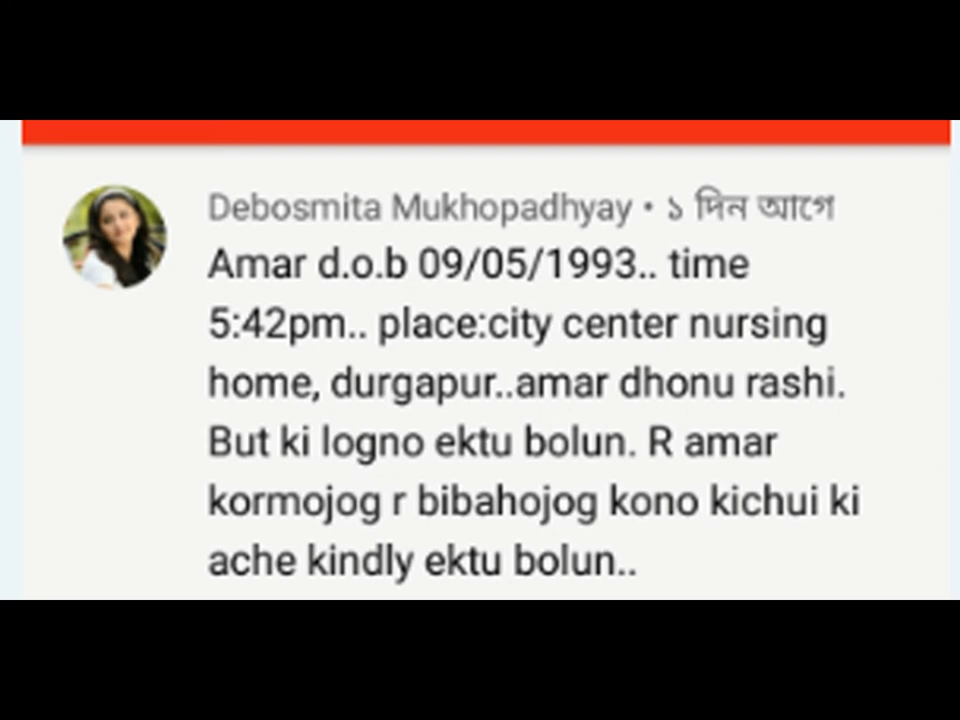 Debosmita Mukhopadhyay • ১ দিন আগে
Amar d.o.b 09/05/1993.. time
5:42pm.. place:city center nursing
home, durgapur..amar dhonu rashi.
But ki logno ektu bolun. R amar
kormojog r bibahojog kono kichui ki
ache kindly ektu bolun..